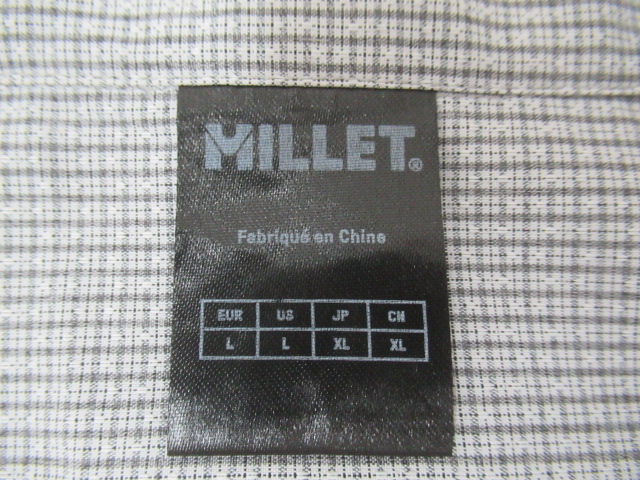 MILLET®
Fabriqué en Chine
EUR US JP CN
L L XL XL